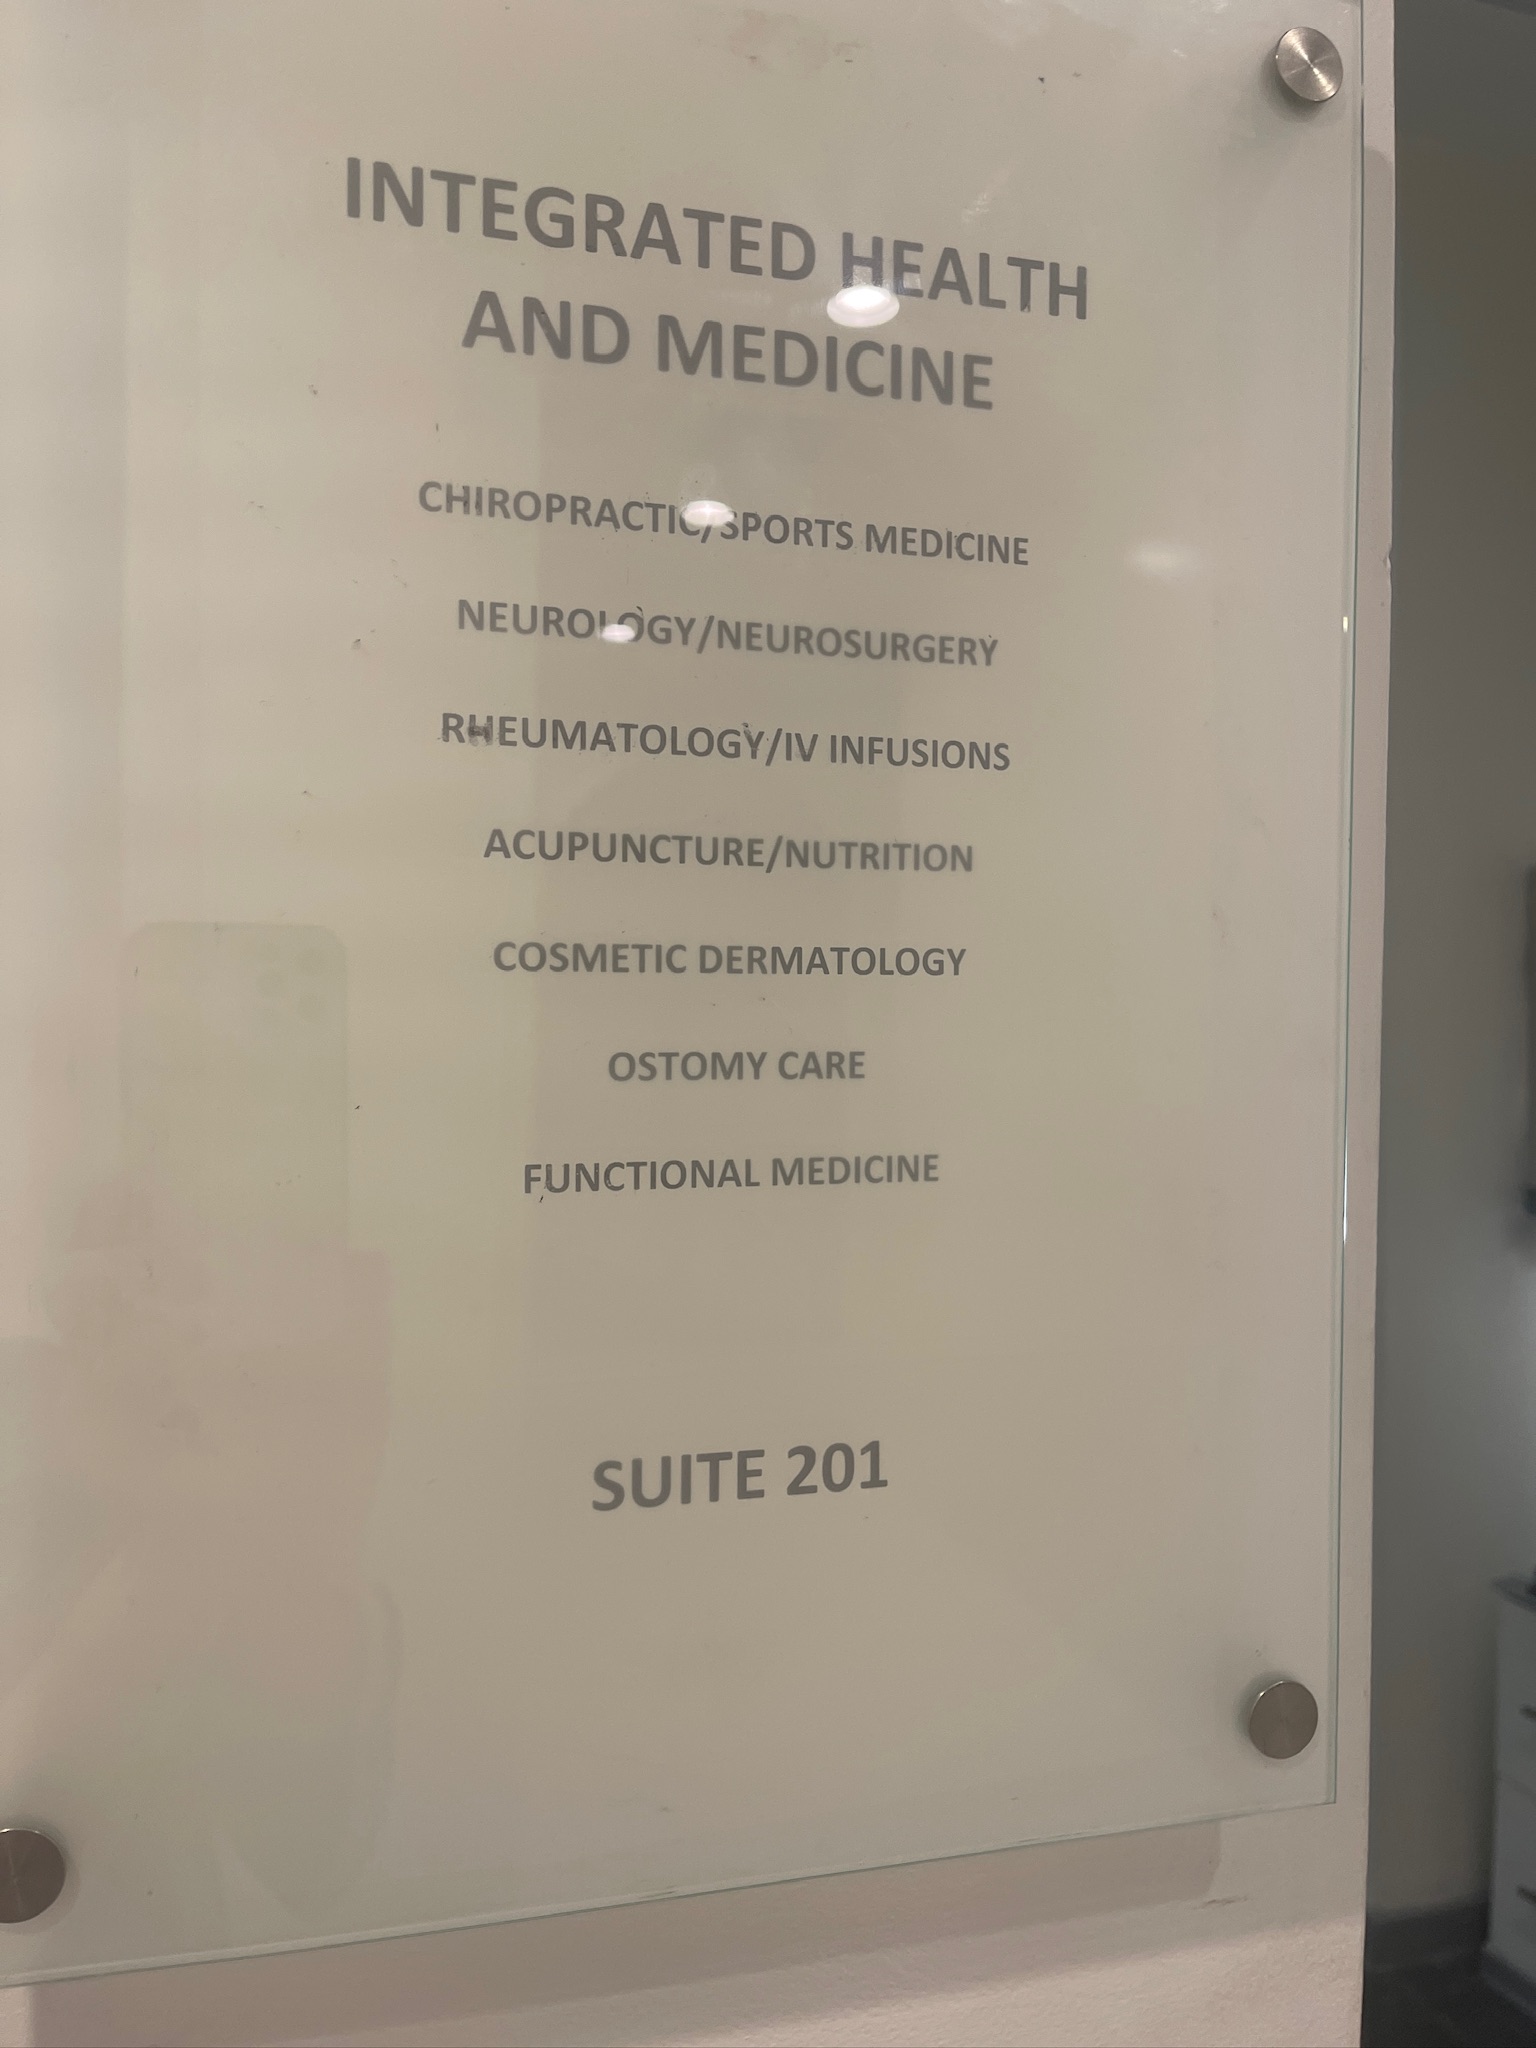 INTEGRATED HEALTH
AND MEDICINE
CHIROPRACTIC/SPORTS MEDICINE
NEUROLOGY/NEUROSURGERY
RHEUMATOLOGY/IV INFUSIONS
ACUPUNCTURE/NUTRITION
COSMETIC DERMATOLOGY
OSTOMY CARE
FUNCTIONAL MEDICINE
SUITE 201